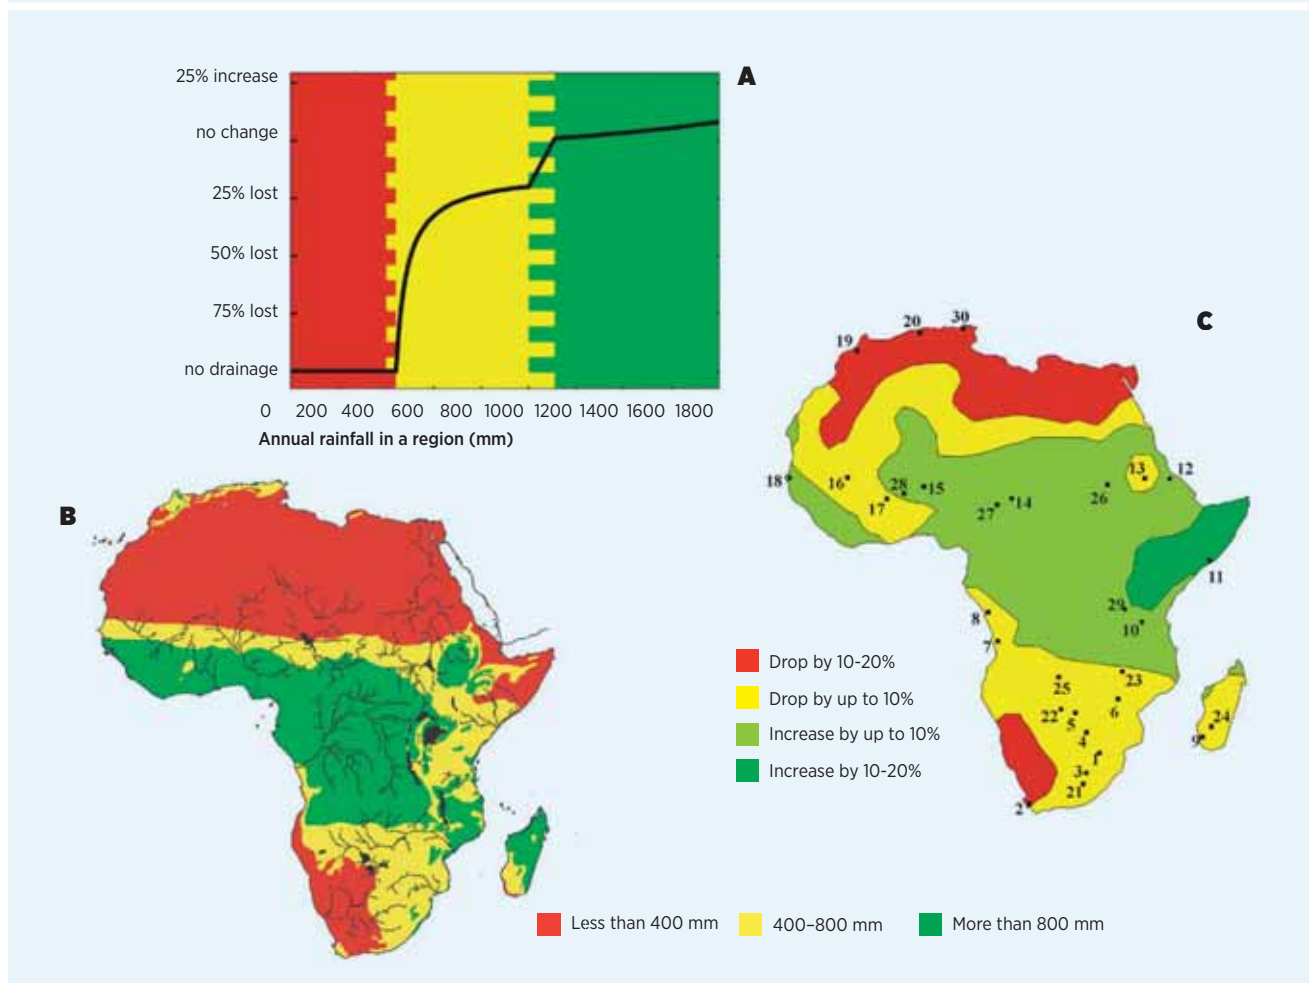 A
25% increase
no change
25% lost
50% lost
75% lost
no drainage
0 200 400 600 800 1000 1200 1400 1600 1800
Annual rainfall in a region (mm)
C
30
20
19
B
18
16
17
28
15
27
14
26
13
12
11
29
10
8
7
25
23
22
5
6
4
24
9
1
3
21
2
Drop by 10-20%
Drop by up to 10%
Increase by up to 10%
Increase by 10-20%
Less than 400 mm
400–800 mm
More than 800 mm